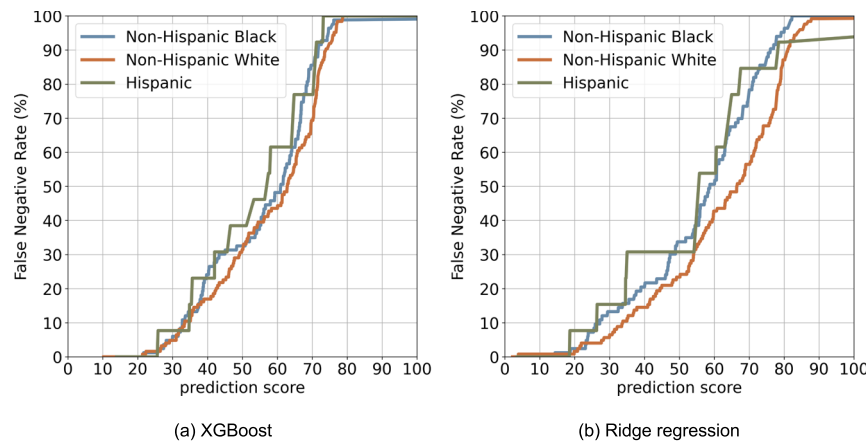 Non-Hispanic Black
Non-Hispanic White
Hispanic
False Negative Rate (%)
100
90
80
70
60
50
40
30
20
10
0
0 10 20 30 40 50 60 70 80 90 100
prediction score
(a) XGBoost
Non-Hispanic Black
Non-Hispanic White
Hispanic
False Negative Rate (%)
100
90
80
70
60
50
40
30
20
10
0
0 10 20 30 40 50 60 70 80 90 100
prediction score
(b) Ridge regression